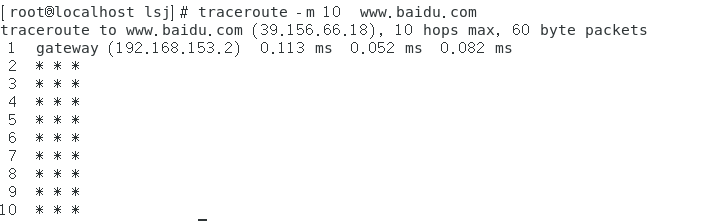 [root@localhost lsj]# traceroute -m 10  www.baidu.com
traceroute to www.baidu.com (39.156.66.18), 10 hops max, 60 byte packets
 1  gateway (192.168.153.2)  0.113 ms  0.052 ms  0.082 ms
 2  * * *
 3  * * *
 4  * * *
 5  * * *
 6  * * *
 7  * * *
 8  * * *
 9  * * *
10  * * *